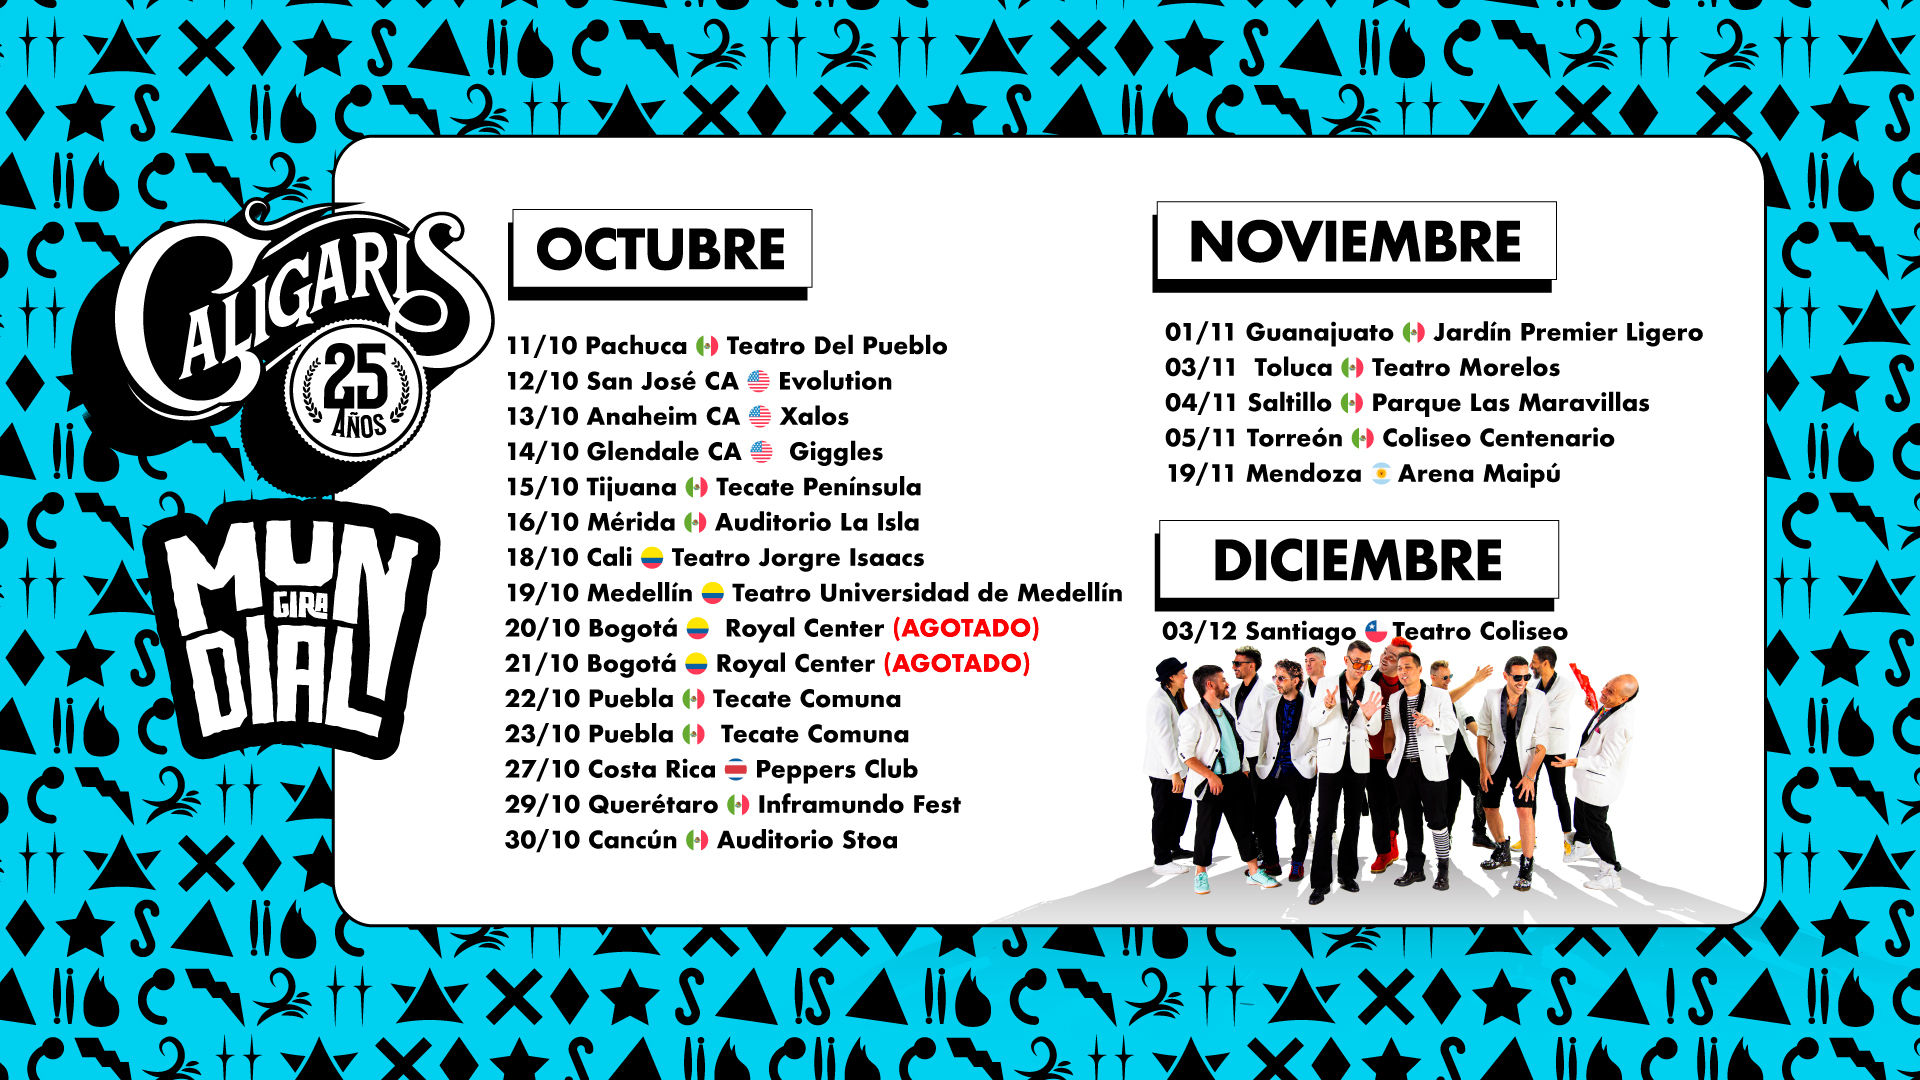 CALIGARIS
25
AÑOS
MUN
GIRA
DIAL
OCTUBRE
11/10 Pachuca Teatro Del Pueblo
12/10 San José CA Evolution
13/10 Anaheim CA Xalos
14/10 Glendale CA Giggles
15/10 Tijuana Tecate Península
16/10 Mérida Auditorio La Isla
18/10 Cali Teatro Jorgre Isaacs
19/10 Medellín Teatro Universidad de Medellín
20/10 Bogotá Royal Center (AGOTADO)
21/10 Bogotá Royal Center (AGOTADO)
22/10 Puebla Tecate Comuna
23/10 Puebla Tecate Comuna
27/10 Costa Rica Peppers Club
29/10 Querétaro Inframundo Fest
30/10 Cancún Auditorio Stoa
NOVIEMBRE
01/11 Guanajuato Jardín Premier Ligero
03/11 Toluca Teatro Morelos
04/11 Saltillo Parque Las Maravillas
05/11 Torreón Coliseo Centenario
19/11 Mendoza Arena Maipú
DICIEMBRE
03/12 Santiago Teatro Coliseo